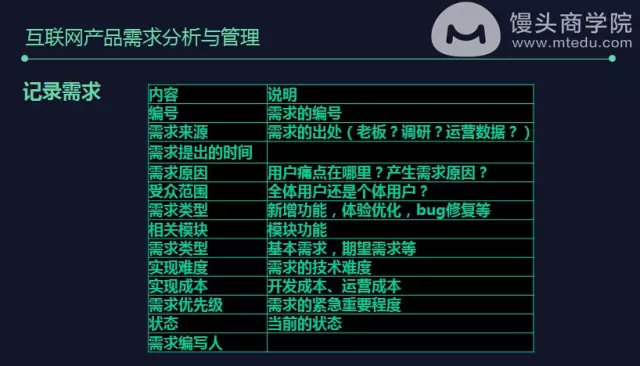 馒头商学院
www.mtedu.com
互联网产品需求分析与管理
记录需求
内容 说明
编号 需求的编号
需求来源 需求的出处（老板？调研？运营数据？）
需求提出的时间
需求原因 用户痛点在哪里？产生需求原因？
受众范围 全体用户还是个体用户？
需求类型 新增功能，体验优化，bug修复等
相关模块 模块功能
需求类型 基本需求，期望需求等
实现难度 需求的技术难度
实现成本 开发成本、运营成本
需求优先级 需求的紧急重要程度
状态 当前的状态
需求编写人